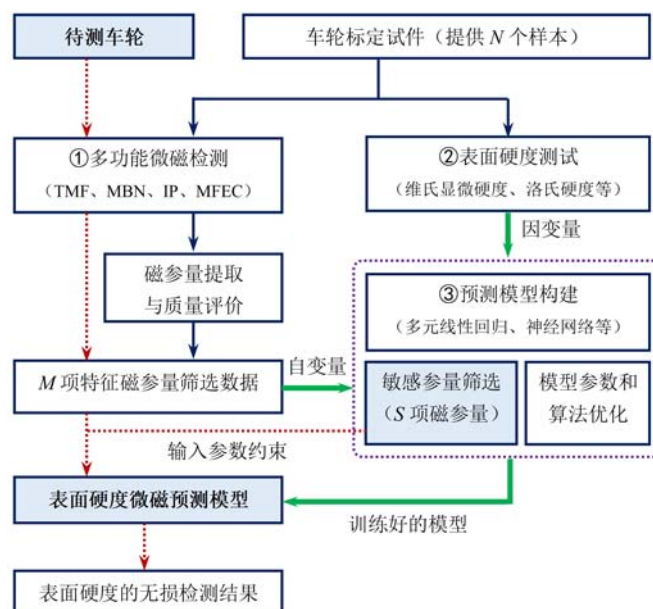 待测车轮
车轮标定试件（提供 N 个样本）
①多功能微磁检测
（TMF、MBN、IP、MFEC）
②表面硬度测试
（维氏显微硬度、洛氏硬度等）
因变量
磁参量提取
与质量评价
③预测模型构建
（多元线性回归、神经网络等）
M 项特征磁参量筛选数据
自变量
敏感参量筛选
（S 项磁参量）
模型参数和
算法优化
输入参数约束
表面硬度微磁预测模型
训练好的模型
表面硬度的无损检测结果